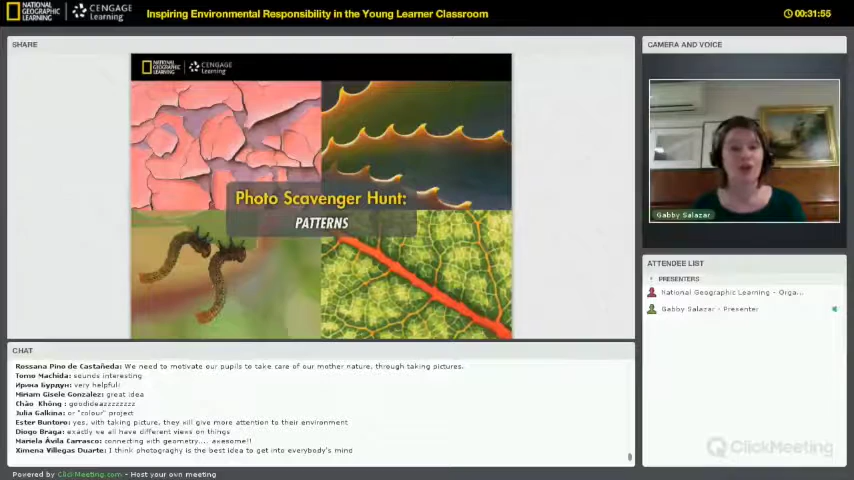 NATIONAL GEOGRAPHIC LEARNING CENGAGE Learning Inspiring Environmental Responsibility in the Young Learner Classroom 00:31:55
SHARE
NATIONAL GEOGRAPHIC LEARNING CENGAGE Learning
Photo Scavenger Hunt:
PATTERNS
CAMERA AND VOICE
Gabby Salazar
ATTENDEE LIST
PRESENTERS
National Geographic Learning - Orga...
Gabby Salazar - Presenter
CHAT
Rossana Pino de Castañeda: We need to motivate our pupils to take care of our mother nature, through taking pictures.
Tomo Machida: sounds interesting
Ирина Бурдун: very helpful!
Miriam Gisele Gonzalez: great idea
Chào Không: goodideazzzzzzz
Julia Galkina: or "colour" project
Ester Buntoro: yes, with taking picture, they will give more attention to their environment
Diogo Braga: exactly we all have different views on things
Mariela Ávila Carrasco: connecting with geometry.... awesome!!
Ximena Villegas Duarte: I think photography is the best idea to get into everybody's mind
ClickMeeting
Powered by ClickMeeting.com - Host your own meeting